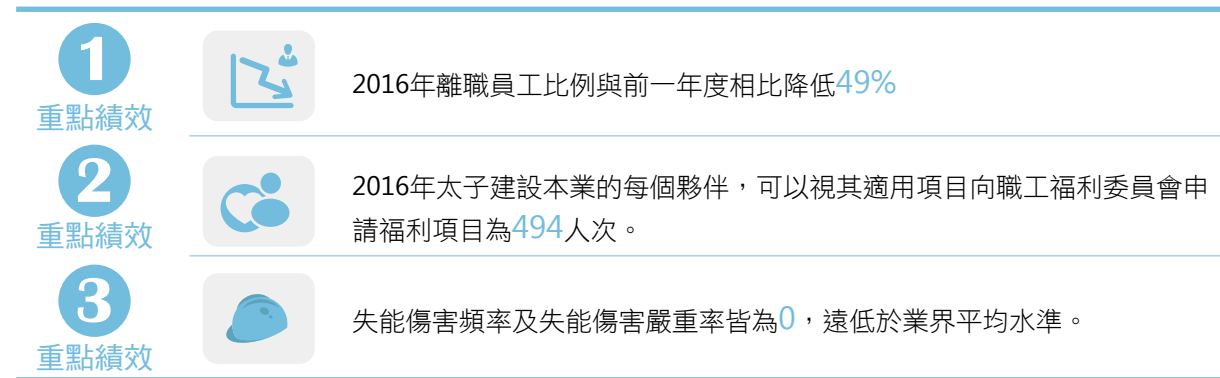 1
重點績效
2016年離職員工比例與前一年度相比降低49%
2
重點績效
2016年太子建設本業的每個夥伴，可以視其適用項目向職工福利委員會申
請福利項目為494人次。
3
重點績效
失能傷害頻率及失能傷害嚴重率皆為0，遠低於業界平均水準。